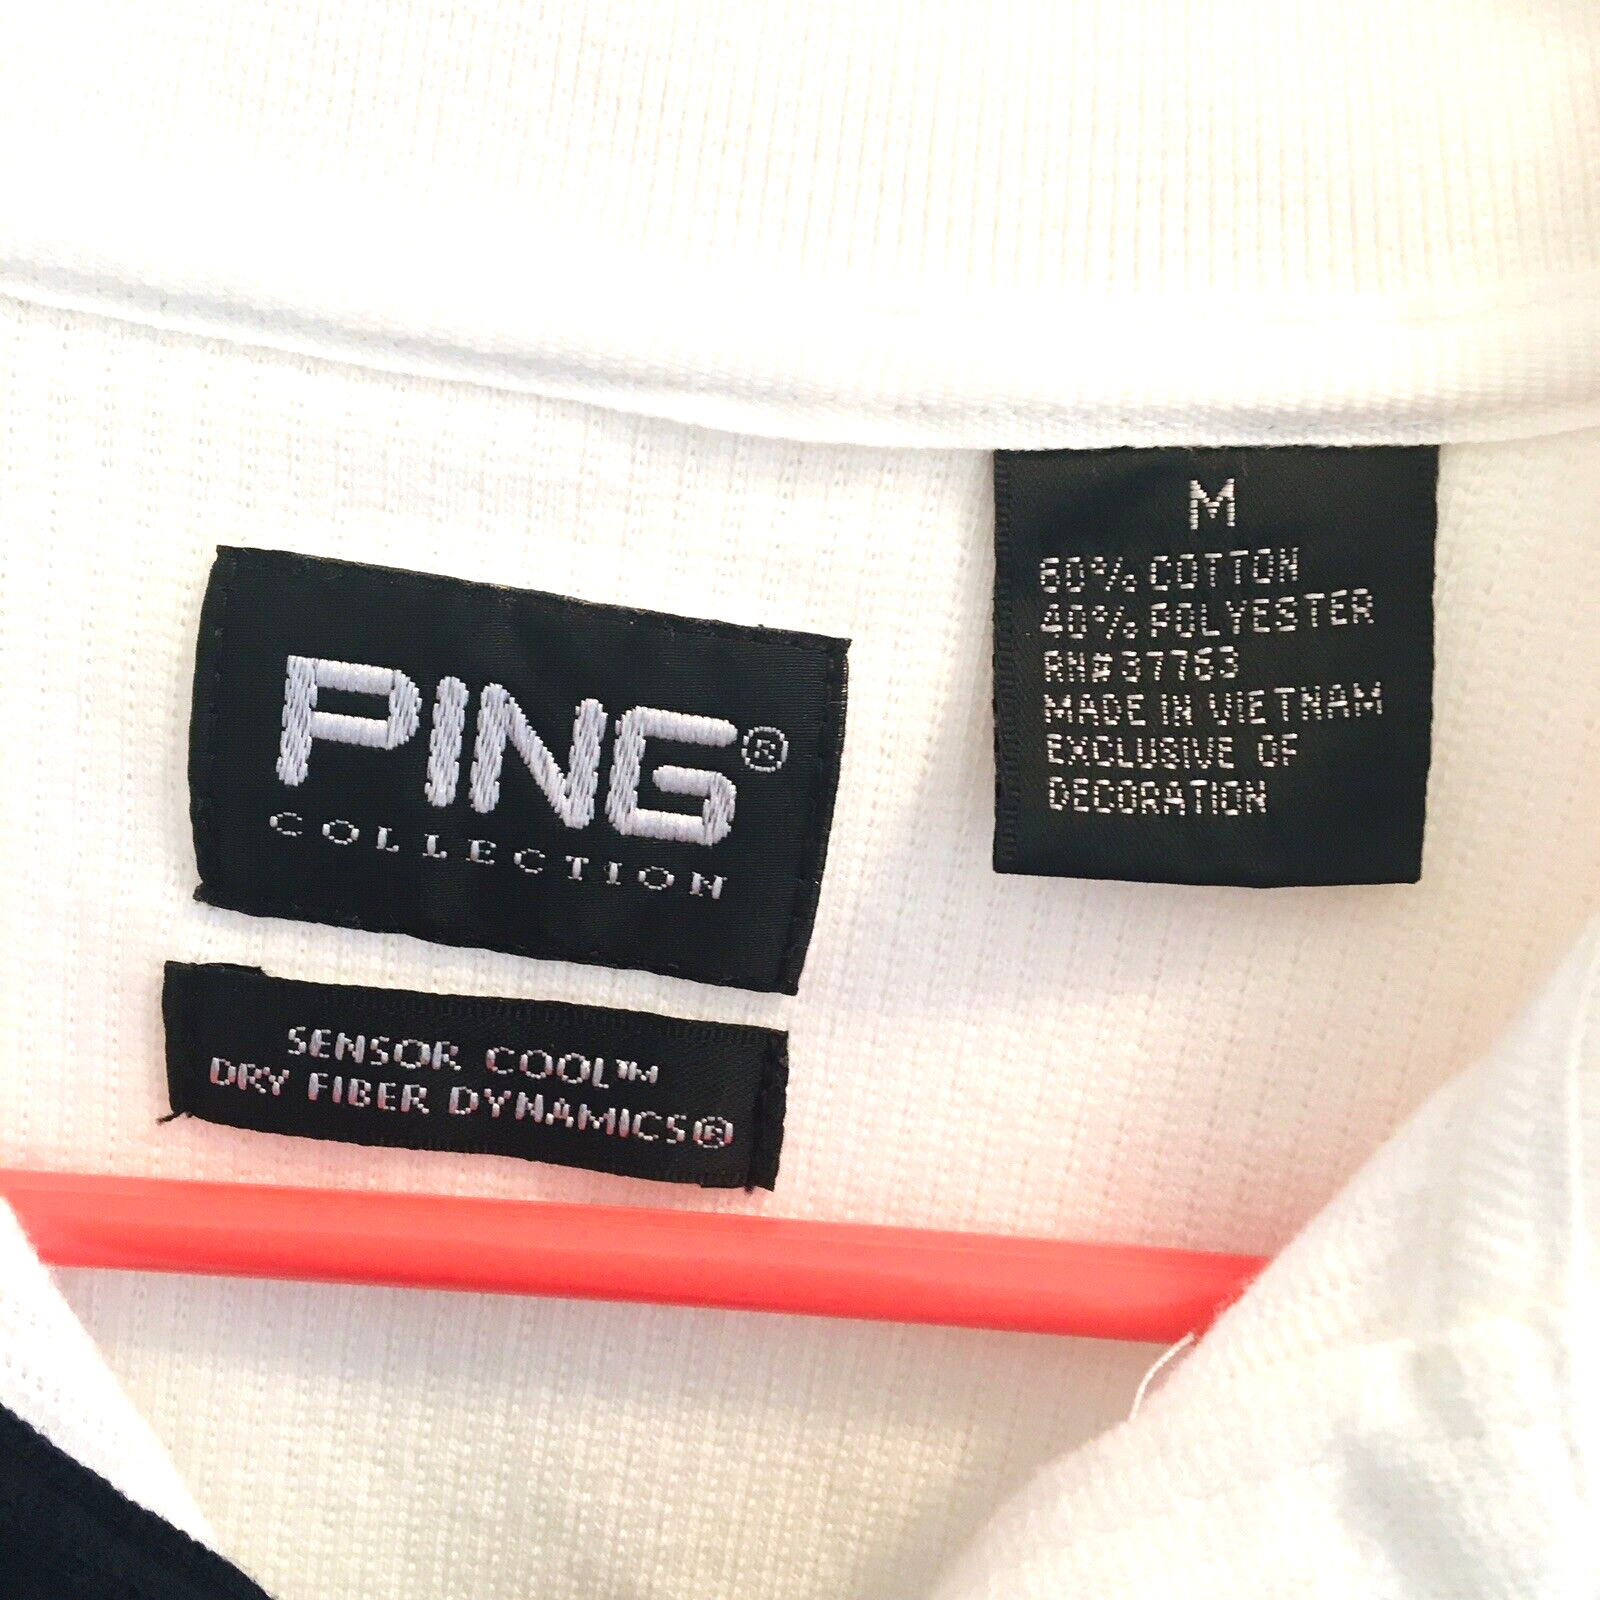 PING®
COLLECTION
SENSOR COOL™
DRY FIBER DYNAMICS®
M
60% COTTON
40% POLYESTER
RN# 37763
MADE IN VIETNAM
EXCLUSIVE OF
DECORATION